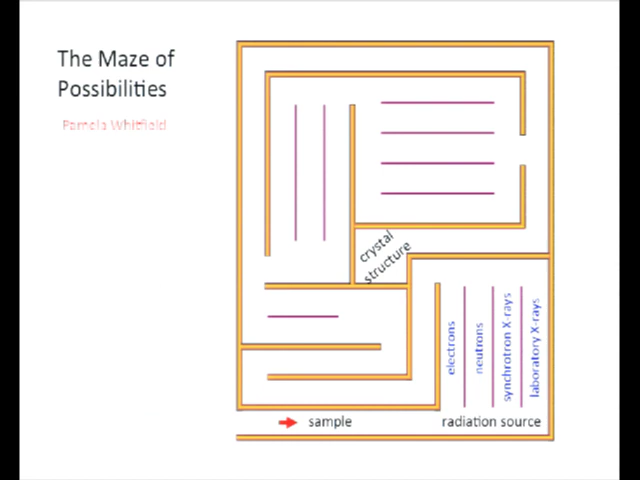 The Maze of
Possibilities
Pamela Whitfield
crystal
structure
electrons
neutrons
synchrotron X-rays
laboratory X-rays
sample
radiation source